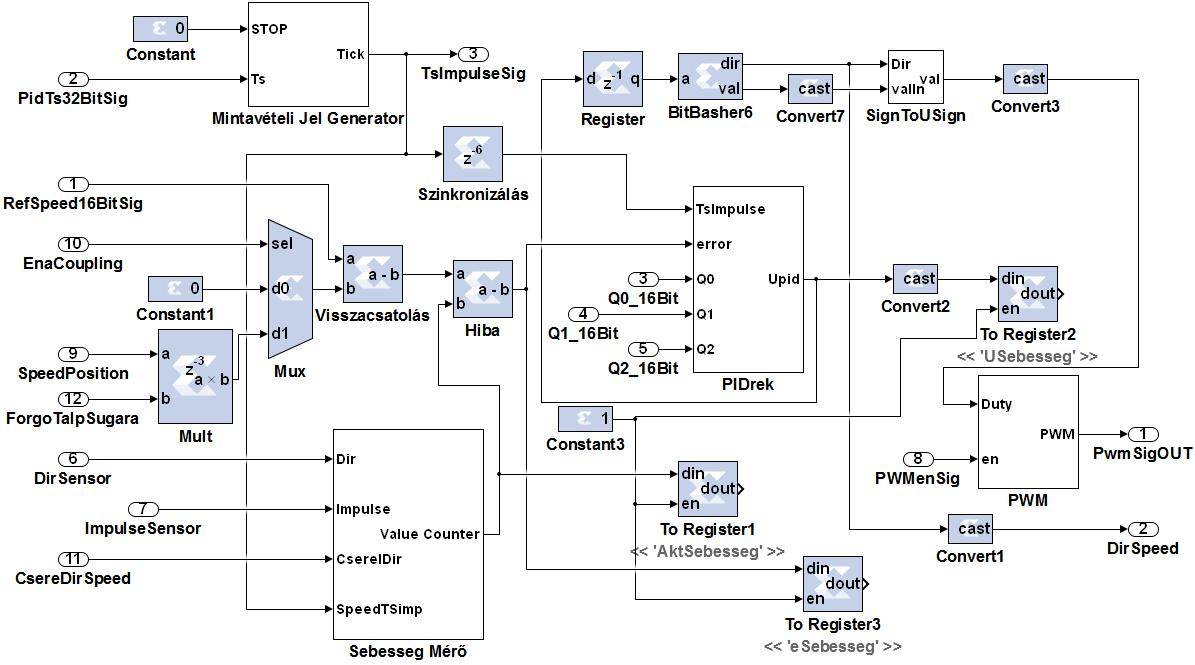 0
Constant
2
PidTs32BitSig
STOP
Ts
Tick
Mintavételi Jel Generator
3
TsImpulseSig
d z⁻¹ q
Register
a
dir
val
BitBasher6
cast
Convert7
Dir
valIn
val
SignToUSign
cast
Convert3
z⁻⁶
Szinkronizálás
1
RefSpeed16BitSig
10
EnaCoupling
0
Constant1
sel
d0
d1
Mux
a
b
a - b
Visszacsatolás
a
b
a - b
Hiba
9
SpeedPosition
12
ForgoTalpSugara
a
b
z⁻³
a × b
Mult
TsImpulse
error
Q0
Q1
Q2
Upid
PIDrek
3
Q0_16Bit
4
Q1_16Bit
5
Q2_16Bit
cast
Convert2
din
en
dout
To Register2
<< 'USebesseg' >>
1
Constant3
6
DirSensor
7
ImpulseSensor
11
CsereDirSpeed
Dir
Impulse
CserelDir
SpeedTSimp
Value Counter
Sebesseg Mérő
din
en
dout
To Register1
<< 'AktSebesseg' >>
din
en
dout
To Register3
<< 'eSebesseg' >>
Duty
en
PWM
PWM
8
PWMenSig
1
PwmSigOUT
cast
Convert1
2
DirSpeed